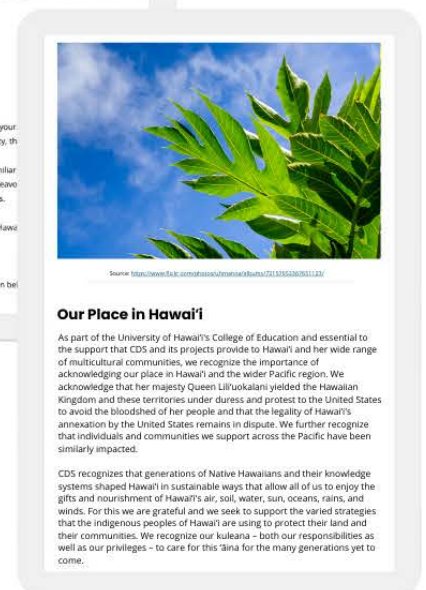 your
y, th
iliar
eavo
s.
Hawa
n bel
Source: https://www.flickr.com/photos/uhmanoa/albums/72157652367651123/
Our Place in Hawai‘i
As part of the University of Hawai‘i's College of Education and essential to
the support that CDS and its projects provide to Hawai‘i and her wide range
of multicultural communities, we recognize the importance of
acknowledging our place in Hawai‘i and the wider Pacific region. We
acknowledge that her majesty Queen Lili‘uokalani yielded the Hawaiian
Kingdom and these territories under duress and protest to the United States
to avoid the bloodshed of her people and that the legality of Hawai‘i's
annexation by the United States remains in dispute. We further recognize
that individuals and communities we support across the Pacific have been
similarly impacted.
CDS recognizes that generations of Native Hawaiians and their knowledge
systems shaped Hawai‘i in sustainable ways that allow all of us to enjoy the
gifts and nourishment of Hawai‘i's air, soil, water, sun, oceans, rains, and
winds. For this we are grateful and we seek to support the varied strategies
that the indigenous peoples of Hawai‘i are using to protect their land and
their communities. We recognize our kuleana – both our responsibilities as
well as our privileges – to care for this ‘āina for the many generations yet to
come.